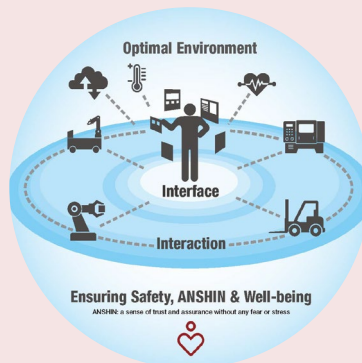 Optimal Environment
Interface
Interaction
Ensuring Safety, ANSHIN & Well-being
ANSHIN: a sense of trust and assurance without any fear or stress